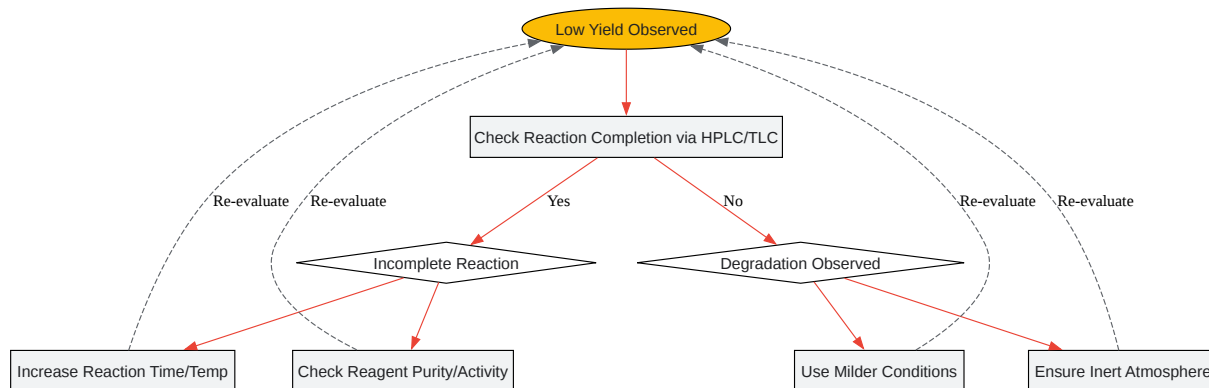 Low Yield Observed
Check Reaction Completion via HPLC/TLC
Re-evaluate
Re-evaluate
Yes
No
Re-evaluate
Re-evaluate
Incomplete Reaction
Degradation Observed
Increase Reaction Time/Temp
Check Reagent Purity/Activity
Use Milder Conditions
Ensure Inert Atmosphere